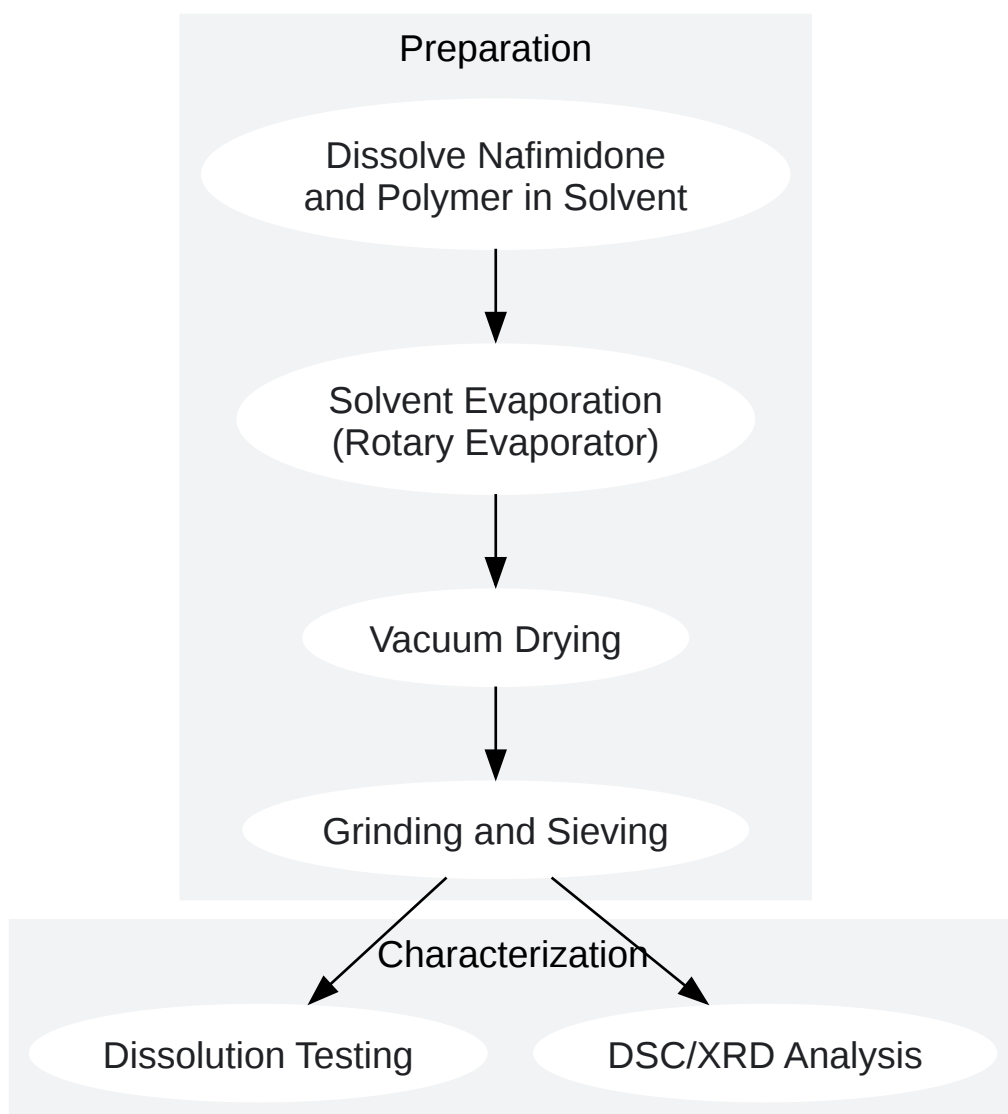 Preparation
Dissolve Nafimidone
and Polymer in Solvent
Solvent Evaporation
(Rotary Evaporator)
Vacuum Drying
Grinding and Sieving
Characterization
Dissolution Testing
DSC/XRD Analysis